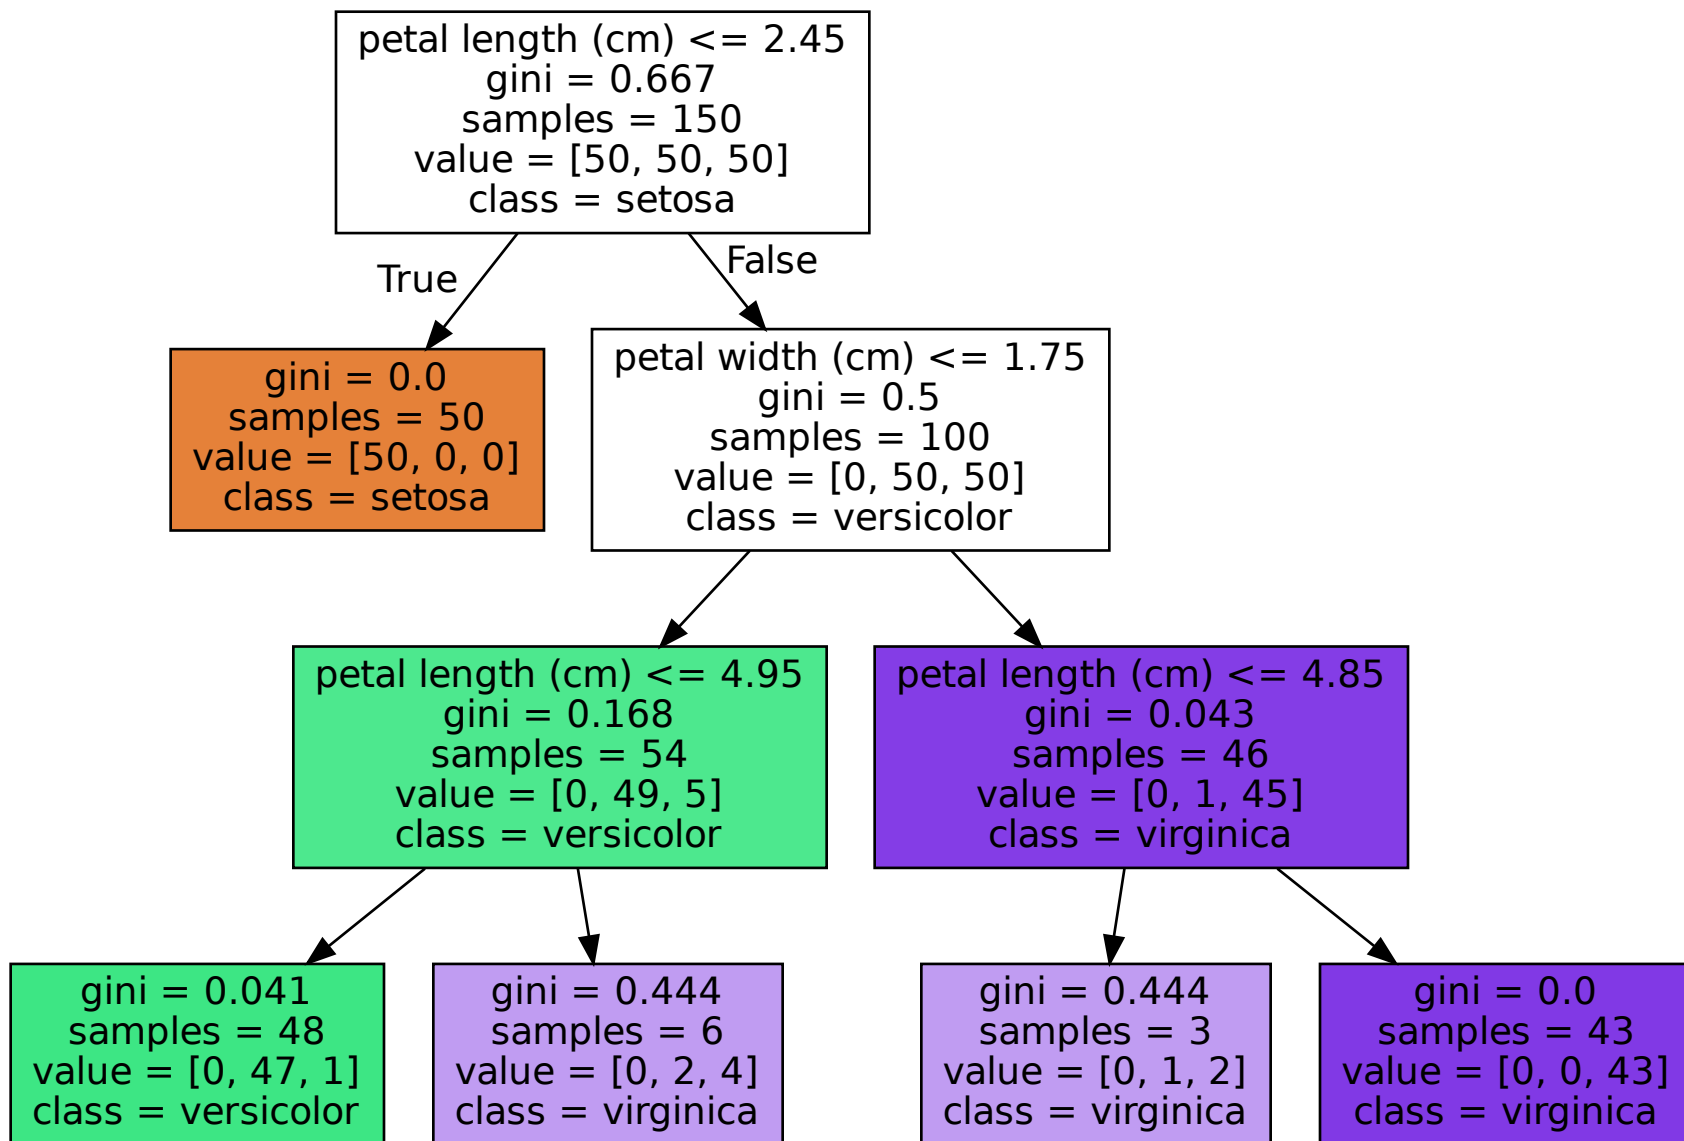 petal length (cm) <= 2.45
gini = 0.667
samples = 150
value = [50, 50, 50]
class = setosa
True
False
gini = 0.0
samples = 50
value = [50, 0, 0]
class = setosa
petal width (cm) <= 1.75
gini = 0.5
samples = 100
value = [0, 50, 50]
class = versicolor
petal length (cm) <= 4.95
gini = 0.168
samples = 54
value = [0, 49, 5]
class = versicolor
petal length (cm) <= 4.85
gini = 0.043
samples = 46
value = [0, 1, 45]
class = virginica
gini = 0.041
samples = 48
value = [0, 47, 1]
class = versicolor
gini = 0.444
samples = 6
value = [0, 2, 4]
class = virginica
gini = 0.444
samples = 3
value = [0, 1, 2]
class = virginica
gini = 0.0
samples = 43
value = [0, 0, 43]
class = virginica